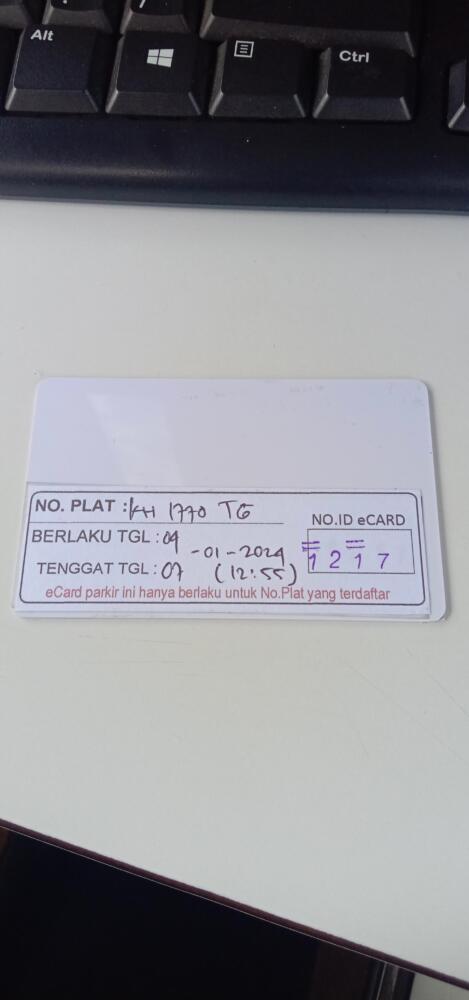 Alt
Ctrl
NO. PLAT : KH 1770 TG
NO.ID eCARD
BERLAKU TGL : 09 -01-2024
1217
TENGGAT TGL : 07 (12:55)
eCard parkir ini hanya berlaku untuk No.Plat yang terdaftar